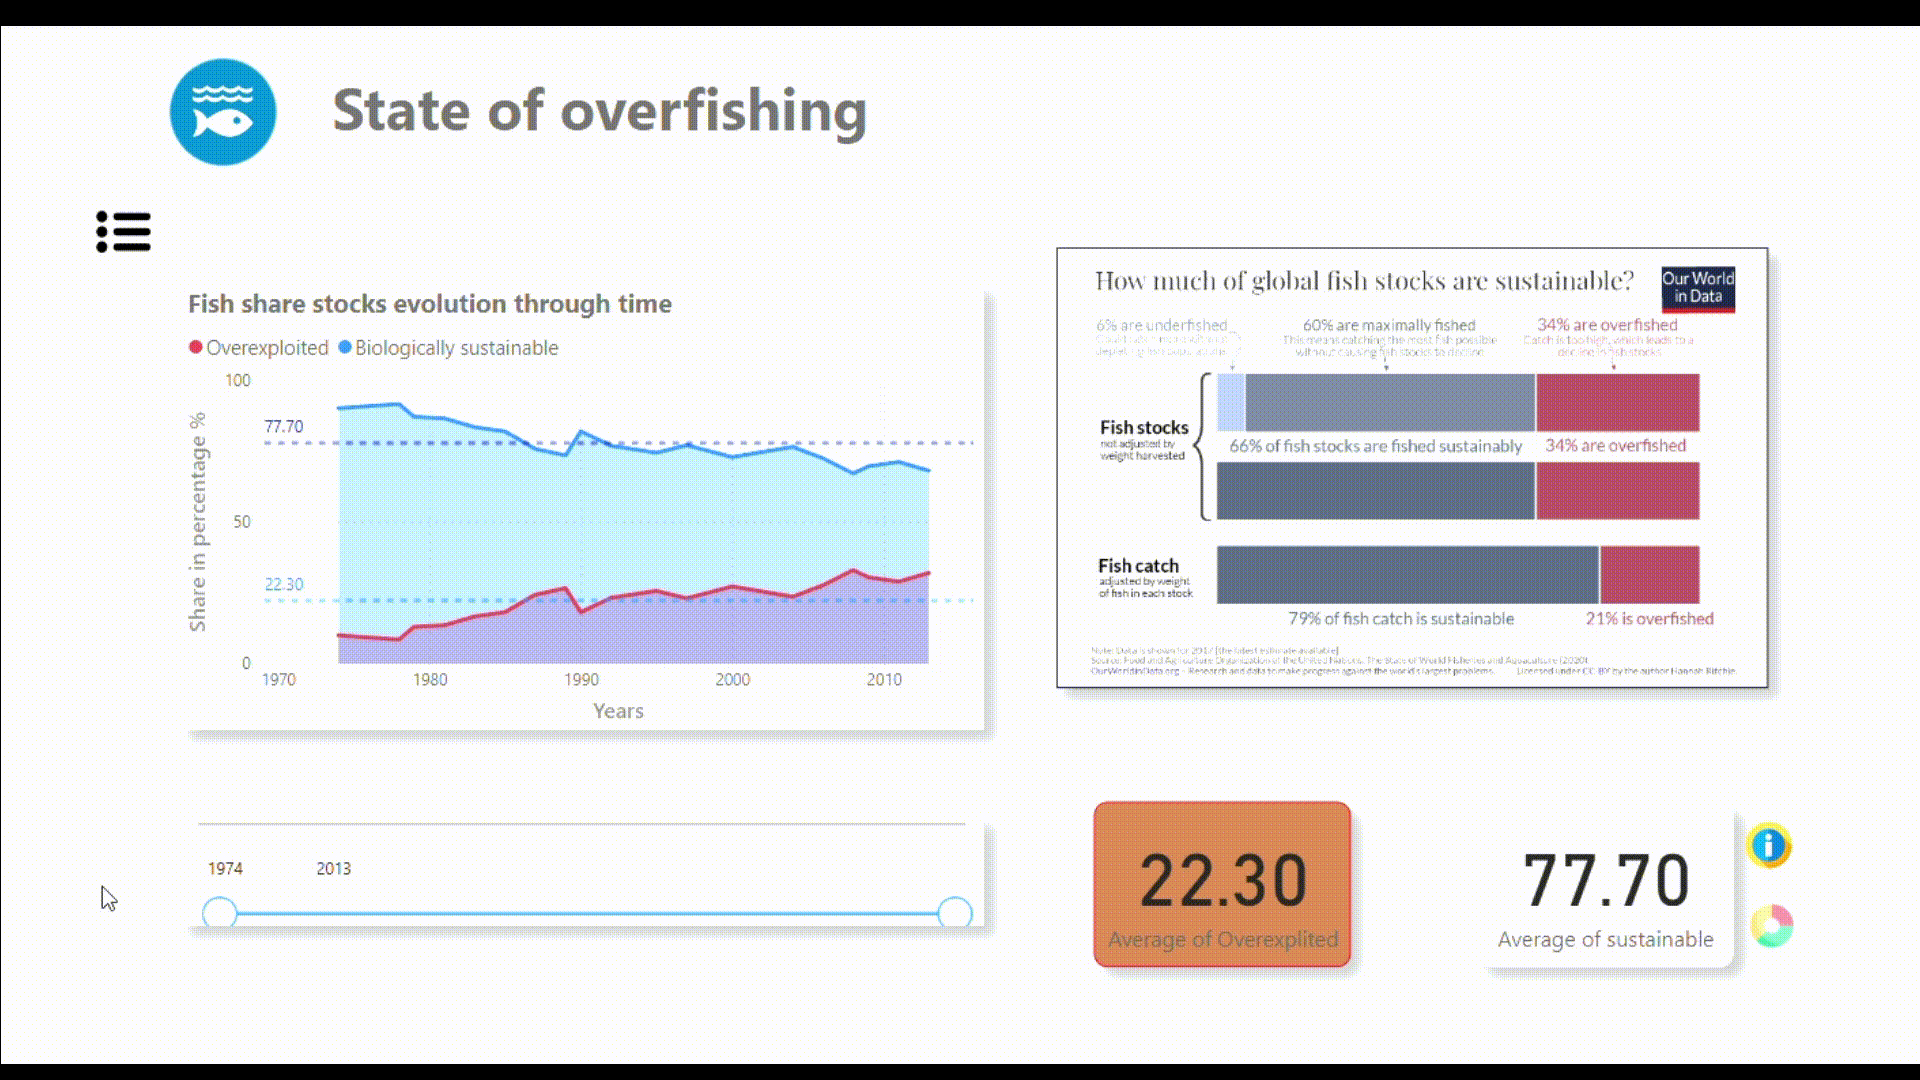 State of overfishing
Fish share stocks evolution through time
Overexploited Biologically sustainable
100
77.70
50
22.30
0
Share in percentage %
1970 1980 1990 2000 2010
Years
How much of global fish stocks are sustainable?
Our World
in Data
6% are underfished
60% are maximally fished
This means catching the most fish possible
without causing fish stocks to decline
34% are overfished
Catch is too high, which leads to a
decline in fish stocks
Fish stocks
not adjusted by
weight harvested
66% of fish stocks are fished sustainably 34% are overfished
Fish catch
adjusted by weight
of fish in each stock
79% of fish catch is sustainable 21% is overfished
Note: Data is shown for 2017 [the latest estimate available]
Source: Food and Agriculture Organization of the United Nations. The State of World Fisheries and Aquaculture (2020)
OurWorldinData.org – Research and data to make progress against the world's largest problems. Licensed under CC-BY by the author Hannah Ritchie.
1974 2013
22.30
Average of Overexplited
77.70
Average of sustainable